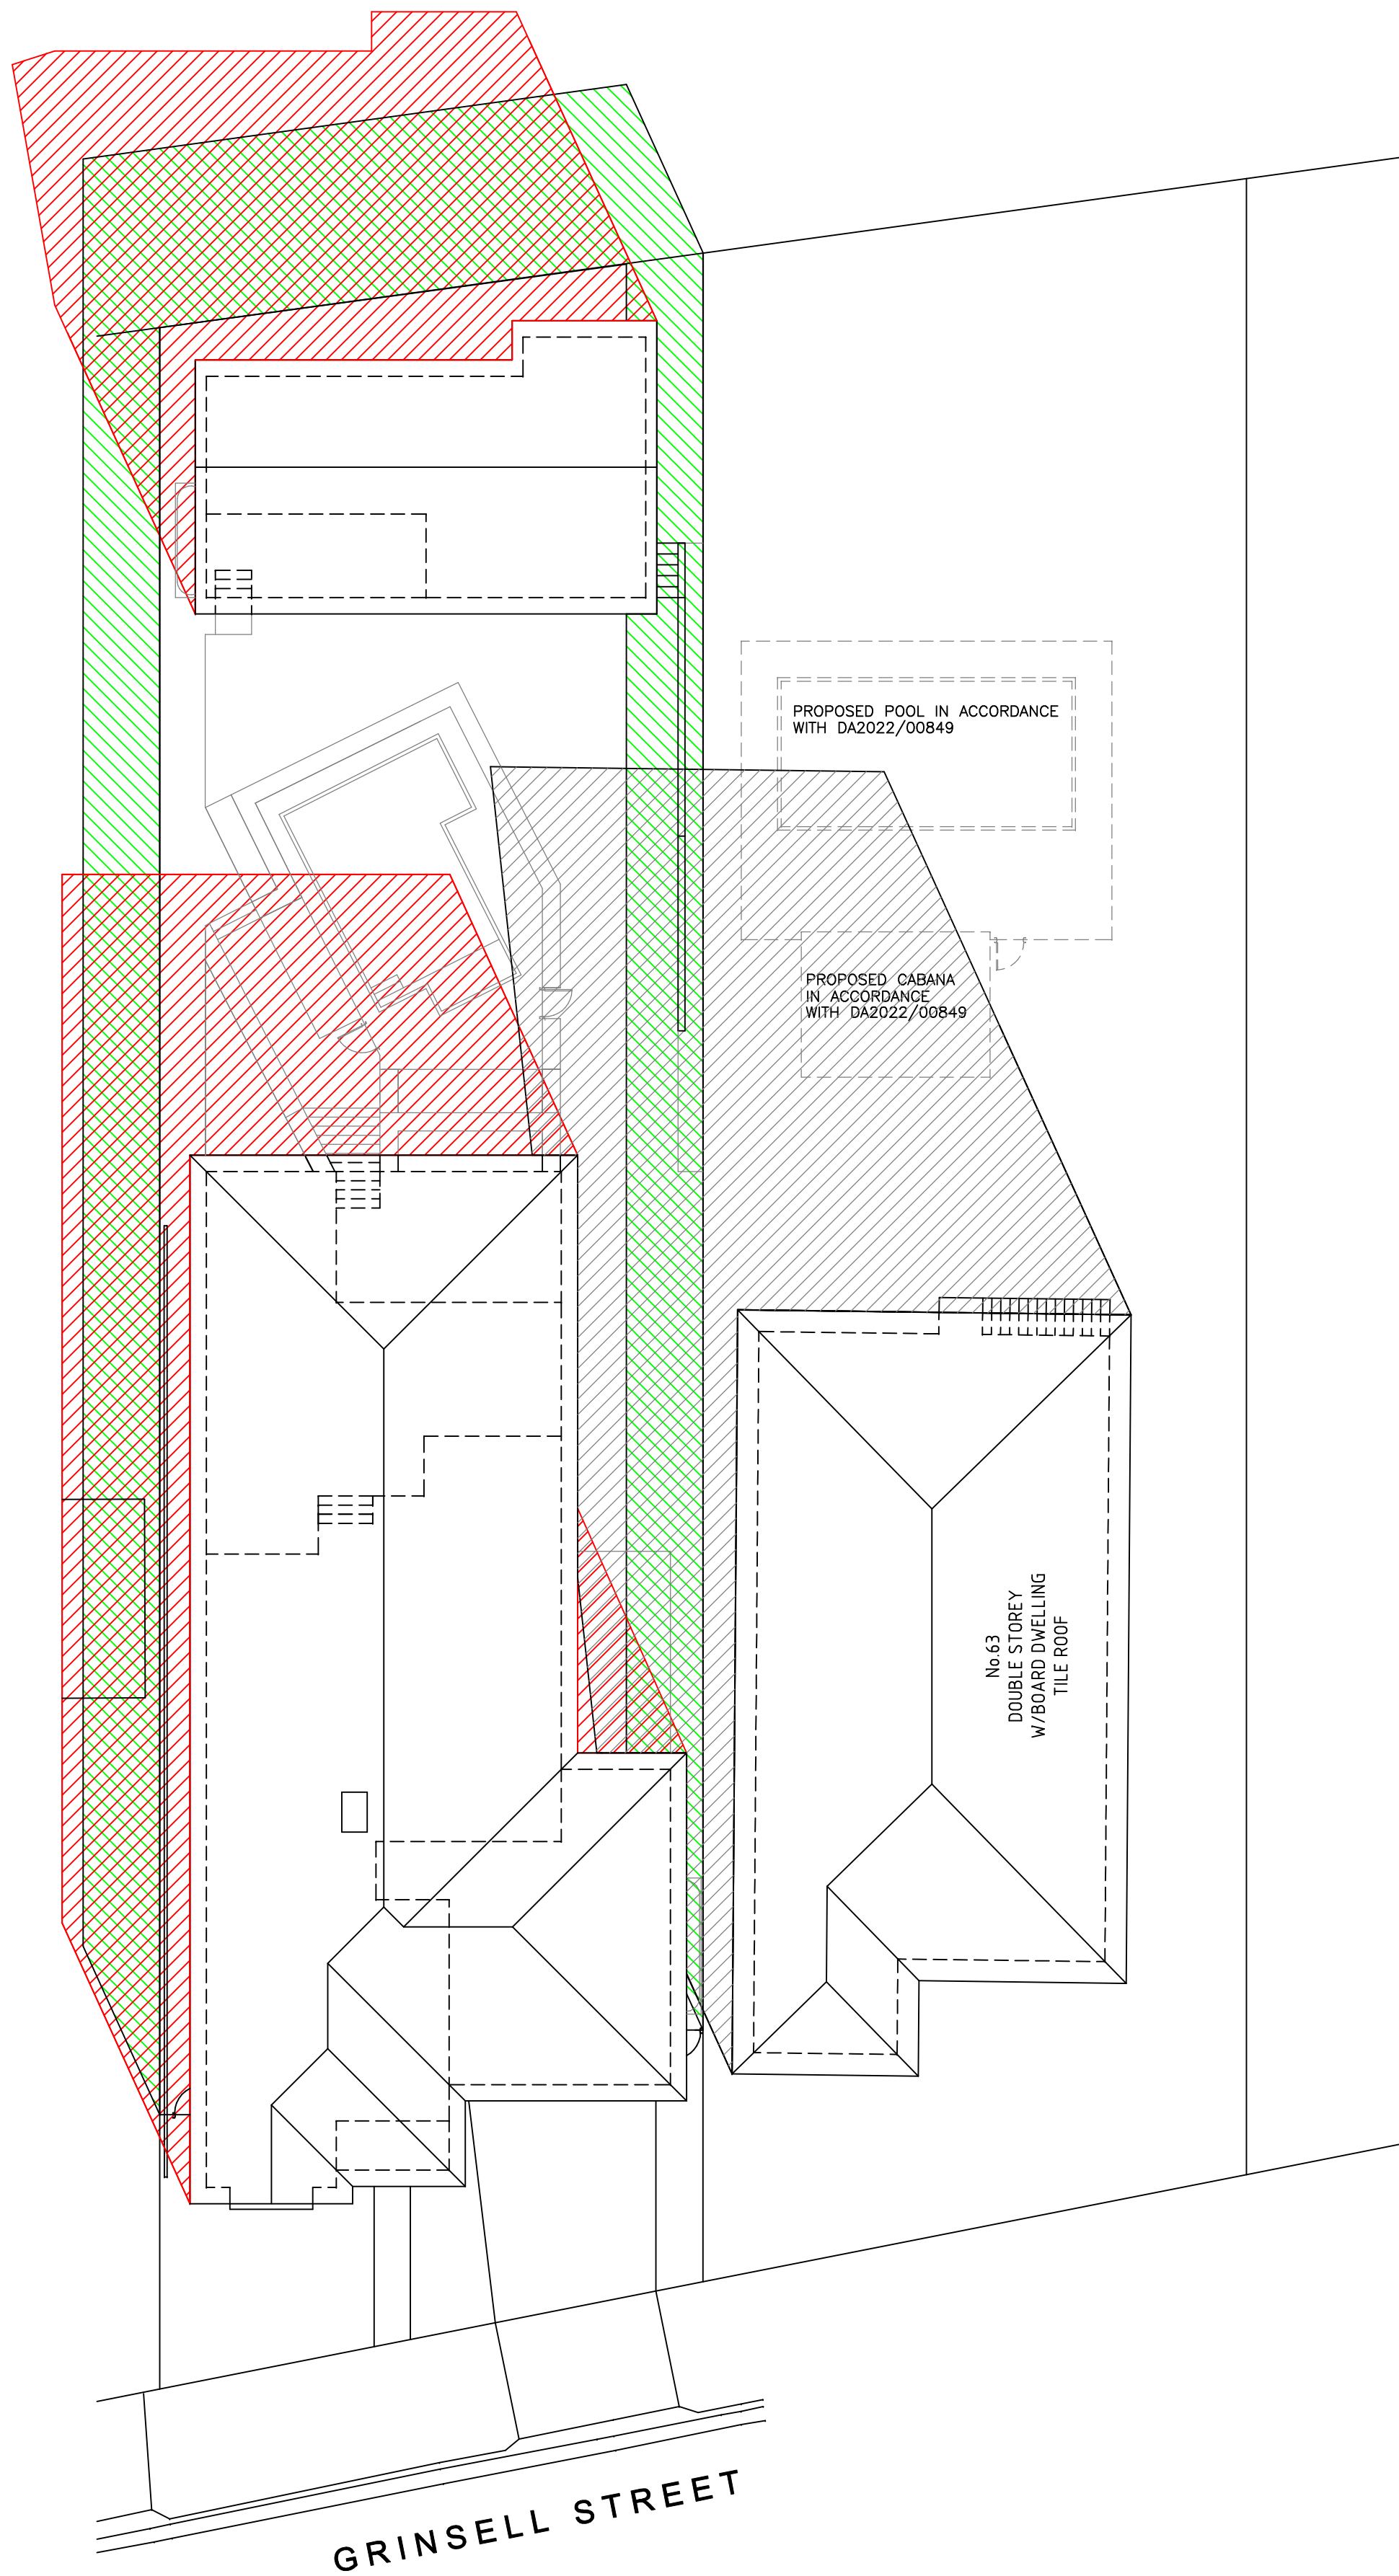 PROPOSED POOL IN ACCORDANCE
WITH DA2022/00849
PROPOSED CABANA
IN ACCORDANCE
WITH DA2022/00849
No.63
DOUBLE STOREY
W/BOARD DWELLING
TILE ROOF
GRINSELL STREET